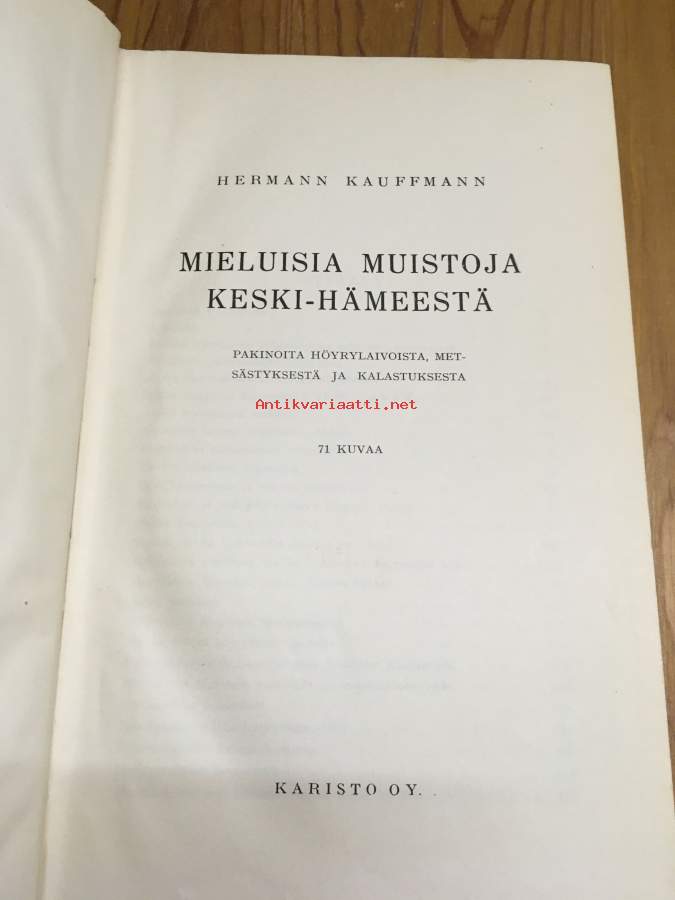 HERMANN KAUFFMANN
MIELUISIA MUISTOJA
KESKI-HÄMEESTÄ
PAKINOITA HÖYRYLAIVOISTA, MET-
SÄSTYKSESTÄ JA KALASTUKSESTA
Antikvariaatti.net
71 KUVAA
KARISTO OY.